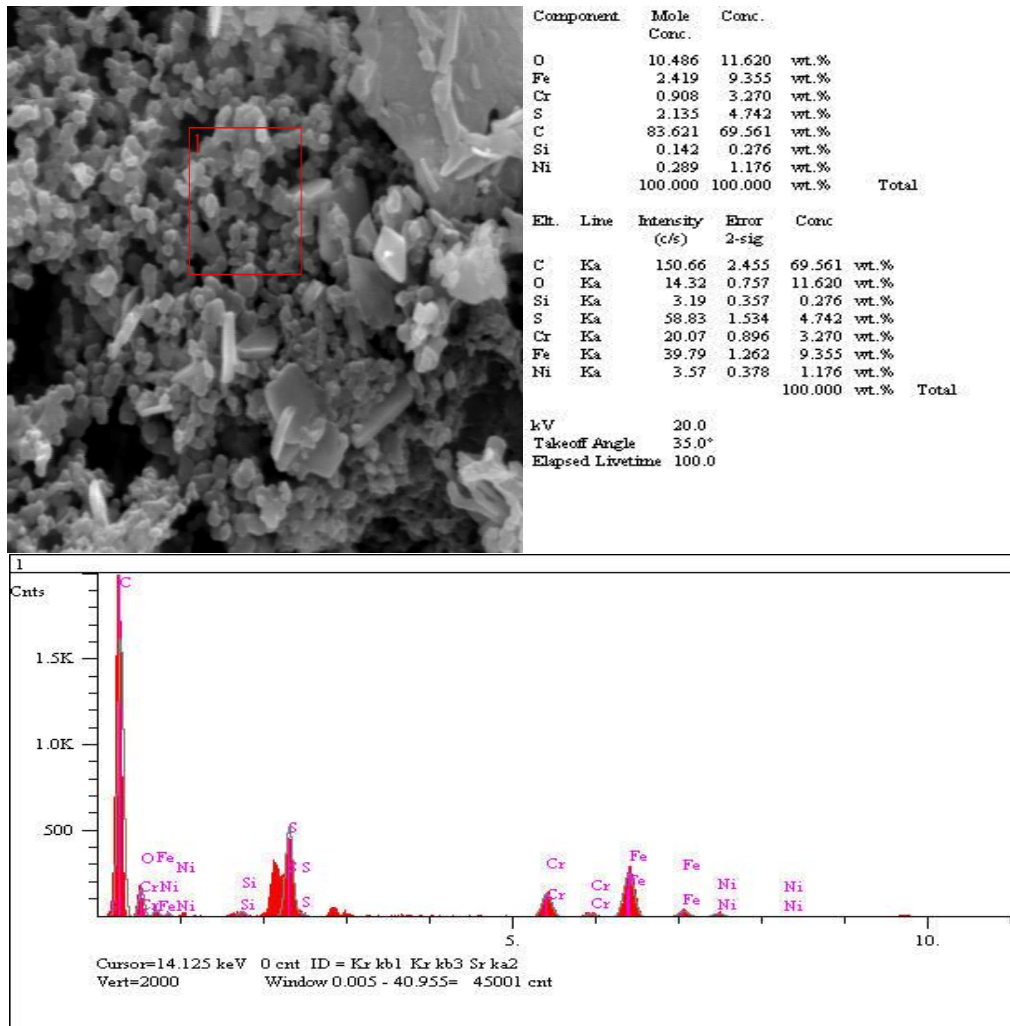 1
Component Mole Conc.
Conc.
O 10.486 11.620 wt.%
Fe 2.419 9.355 wt.%
Cr 0.908 3.270 wt.%
S 2.135 4.742 wt.%
C 83.621 69.561 wt.%
Si 0.142 0.276 wt.%
Ni 0.289 1.176 wt.%
100.000 100.000 wt.% Total
Elt. Line Intensity Error Conc
(c/s) 2-sig
C Ka 150.66 2.455 69.561 wt.%
O Ka 14.32 0.757 11.620 wt.%
Si Ka 3.19 0.357 0.276 wt.%
S Ka 58.83 1.534 4.742 wt.%
Cr Ka 20.07 0.896 3.270 wt.%
Fe Ka 39.79 1.262 9.355 wt.%
Ni Ka 3.57 0.378 1.176 wt.%
100.000 wt.% Total
kV 20.0
Takeoff Angle 35.0°
Elapsed Livetime 100.0
1
Cnts
C
1.5K
1.0K
500
S
O Fe Ni S S Cr Fe Fe
Cr Ni Si Cr Fe Ni Ni
Cr Fe Ni Si S Cr Cr Fe Ni Ni
5. 10.
Cursor=14.125 keV 0 cnt ID = Kr kb1 Kr kb3 Sr ka2
Vert=2000 Window 0.005 - 40.955= 45001 cnt